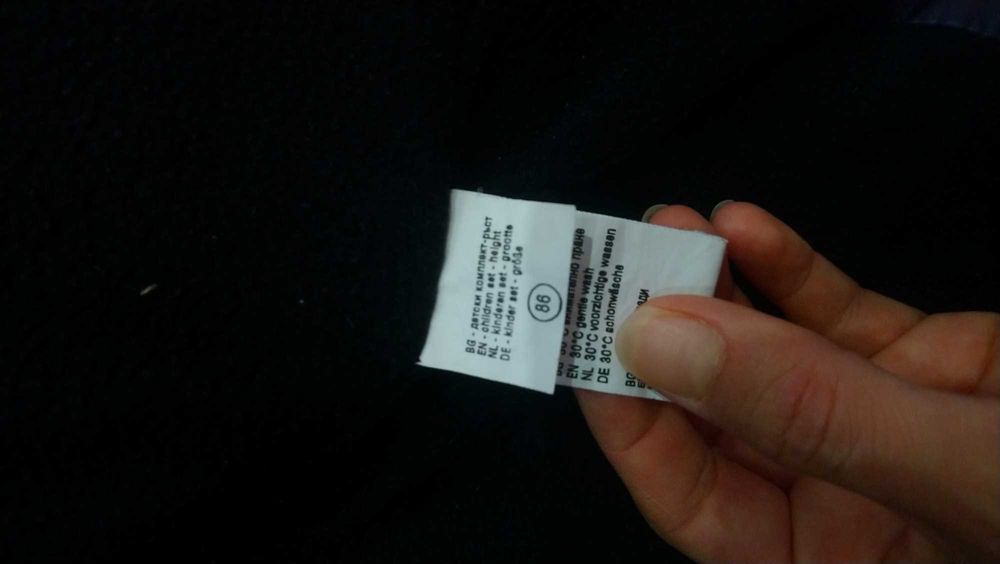 BG - детски комплект-ръст
EN - children set - height
NL - kinderen set - grootte
DE - kinder set - größe
86
EN 30°C gentle wash
NL 30°C voorzichtige wassen
DE 30°C schonwäsche
BG